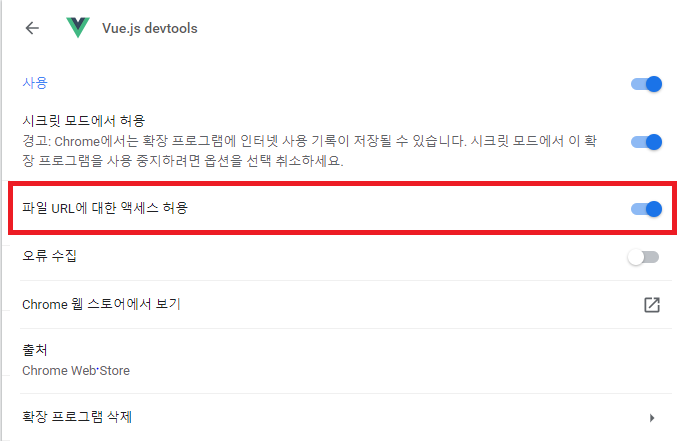 Vue.js devtools
사용
시크릿 모드에서 허용
경고: Chrome에서는 확장 프로그램에 인터넷 사용 기록이 저장될 수 있습니다. 시크릿 모드에서 이 확
장 프로그램을 사용 중지하려면 옵션을 선택 취소하세요.
파일 URL에 대한 액세스 허용
오류 수집
Chrome 웹 스토어에서 보기
출처
Chrome Web Store
확장 프로그램 삭제